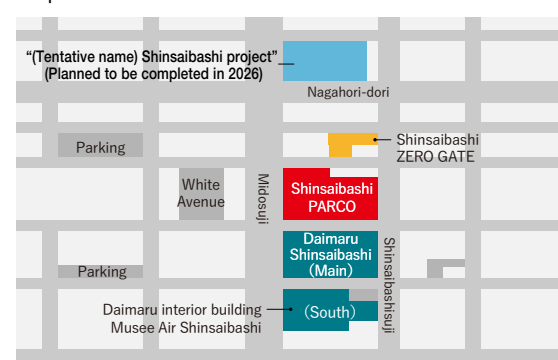 “(Tentative name) Shinsaibashi project”
(Planned to be completed in 2026)
Nagahori-dori
Parking
Shinsaibashi
ZERO GATE
White
Avenue
Midosuji
Shinsaibashi
PARCO
Daimaru
Shinsaibashi
(Main)
Shinsaibashisuji
Parking
Daimaru interior building
Musee Air Shinsaibashi
(South)